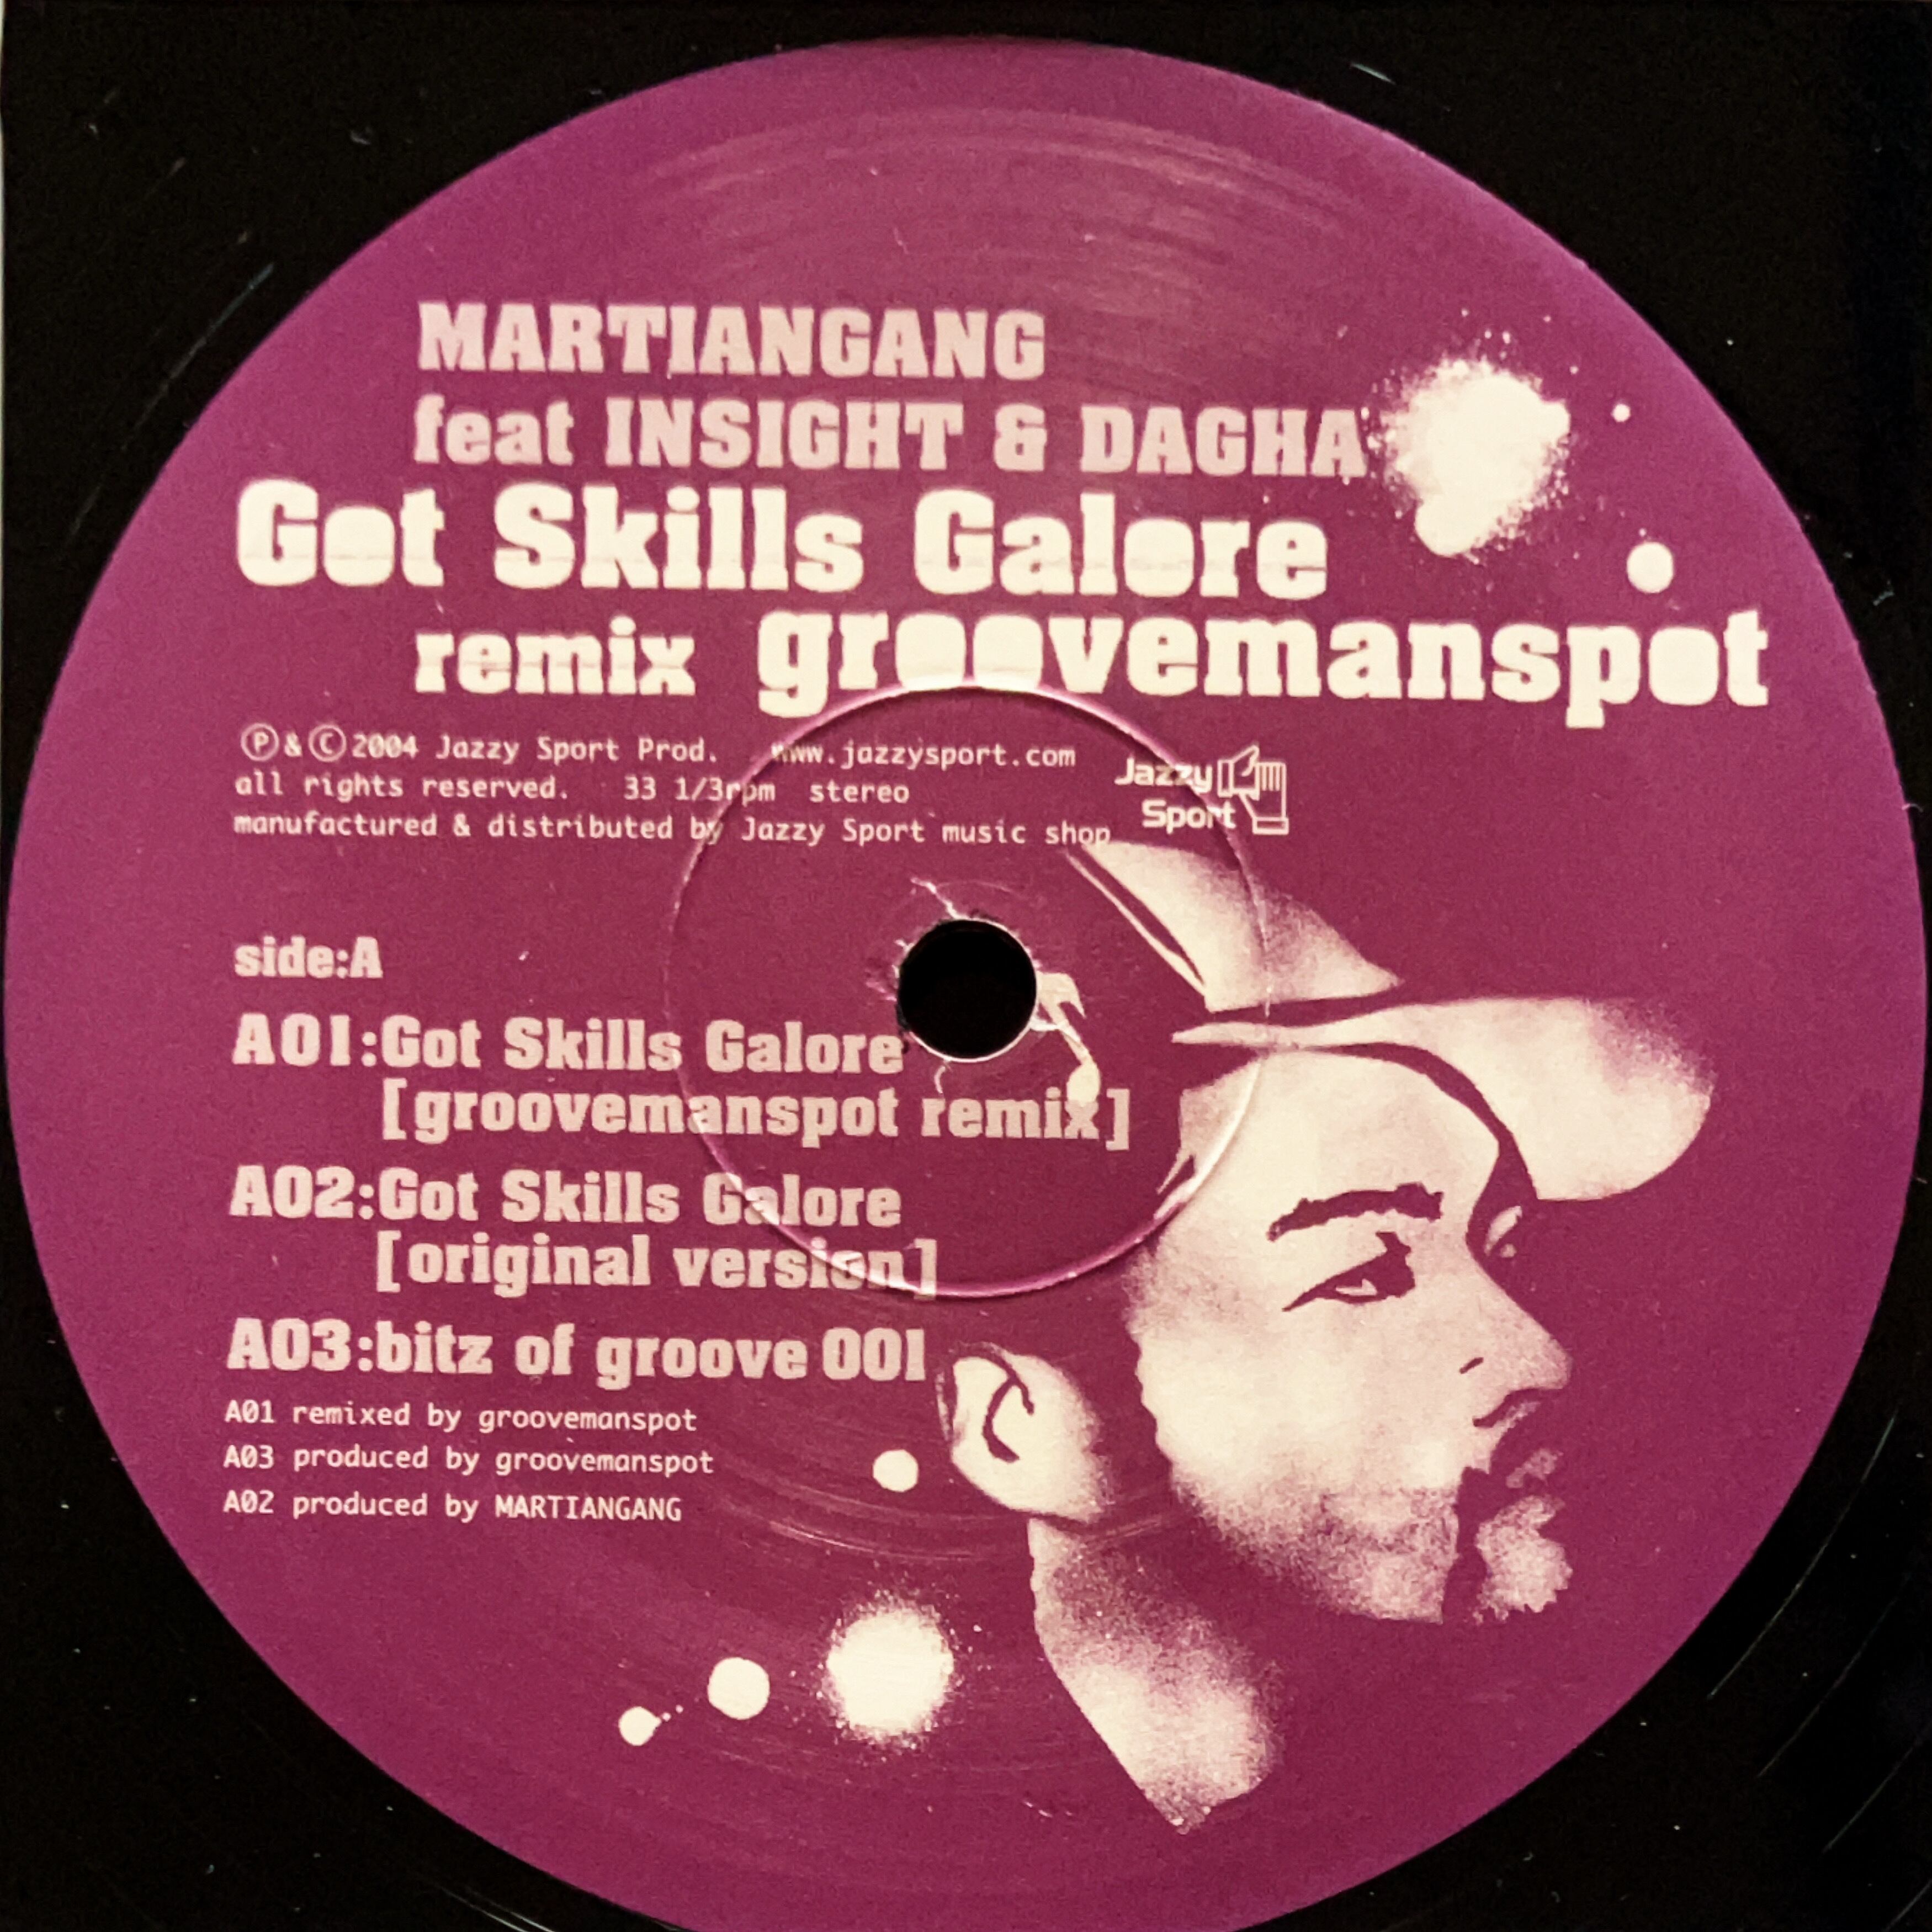 MARTIANGANG
feat INSIGHT & DAGHA
Got Skills Galore
remix groovemanspot
Ⓟ&Ⓒ2004 Jazzy Sport Prod. www.jazzysport.com
all rights reserved. 33 1/3rpm stereo
manufactured & distributed by Jazzy Sport music shop
Jazzy
Sport
side:A
A01:Got Skills Galore
[groovemanspot remix]
A02:Got Skills Galore
[original version]
A03:bitz of groove 001
A01 remixed by groovemanspot
A03 produced by groovemanspot
A02 produced by MARTIANGANG